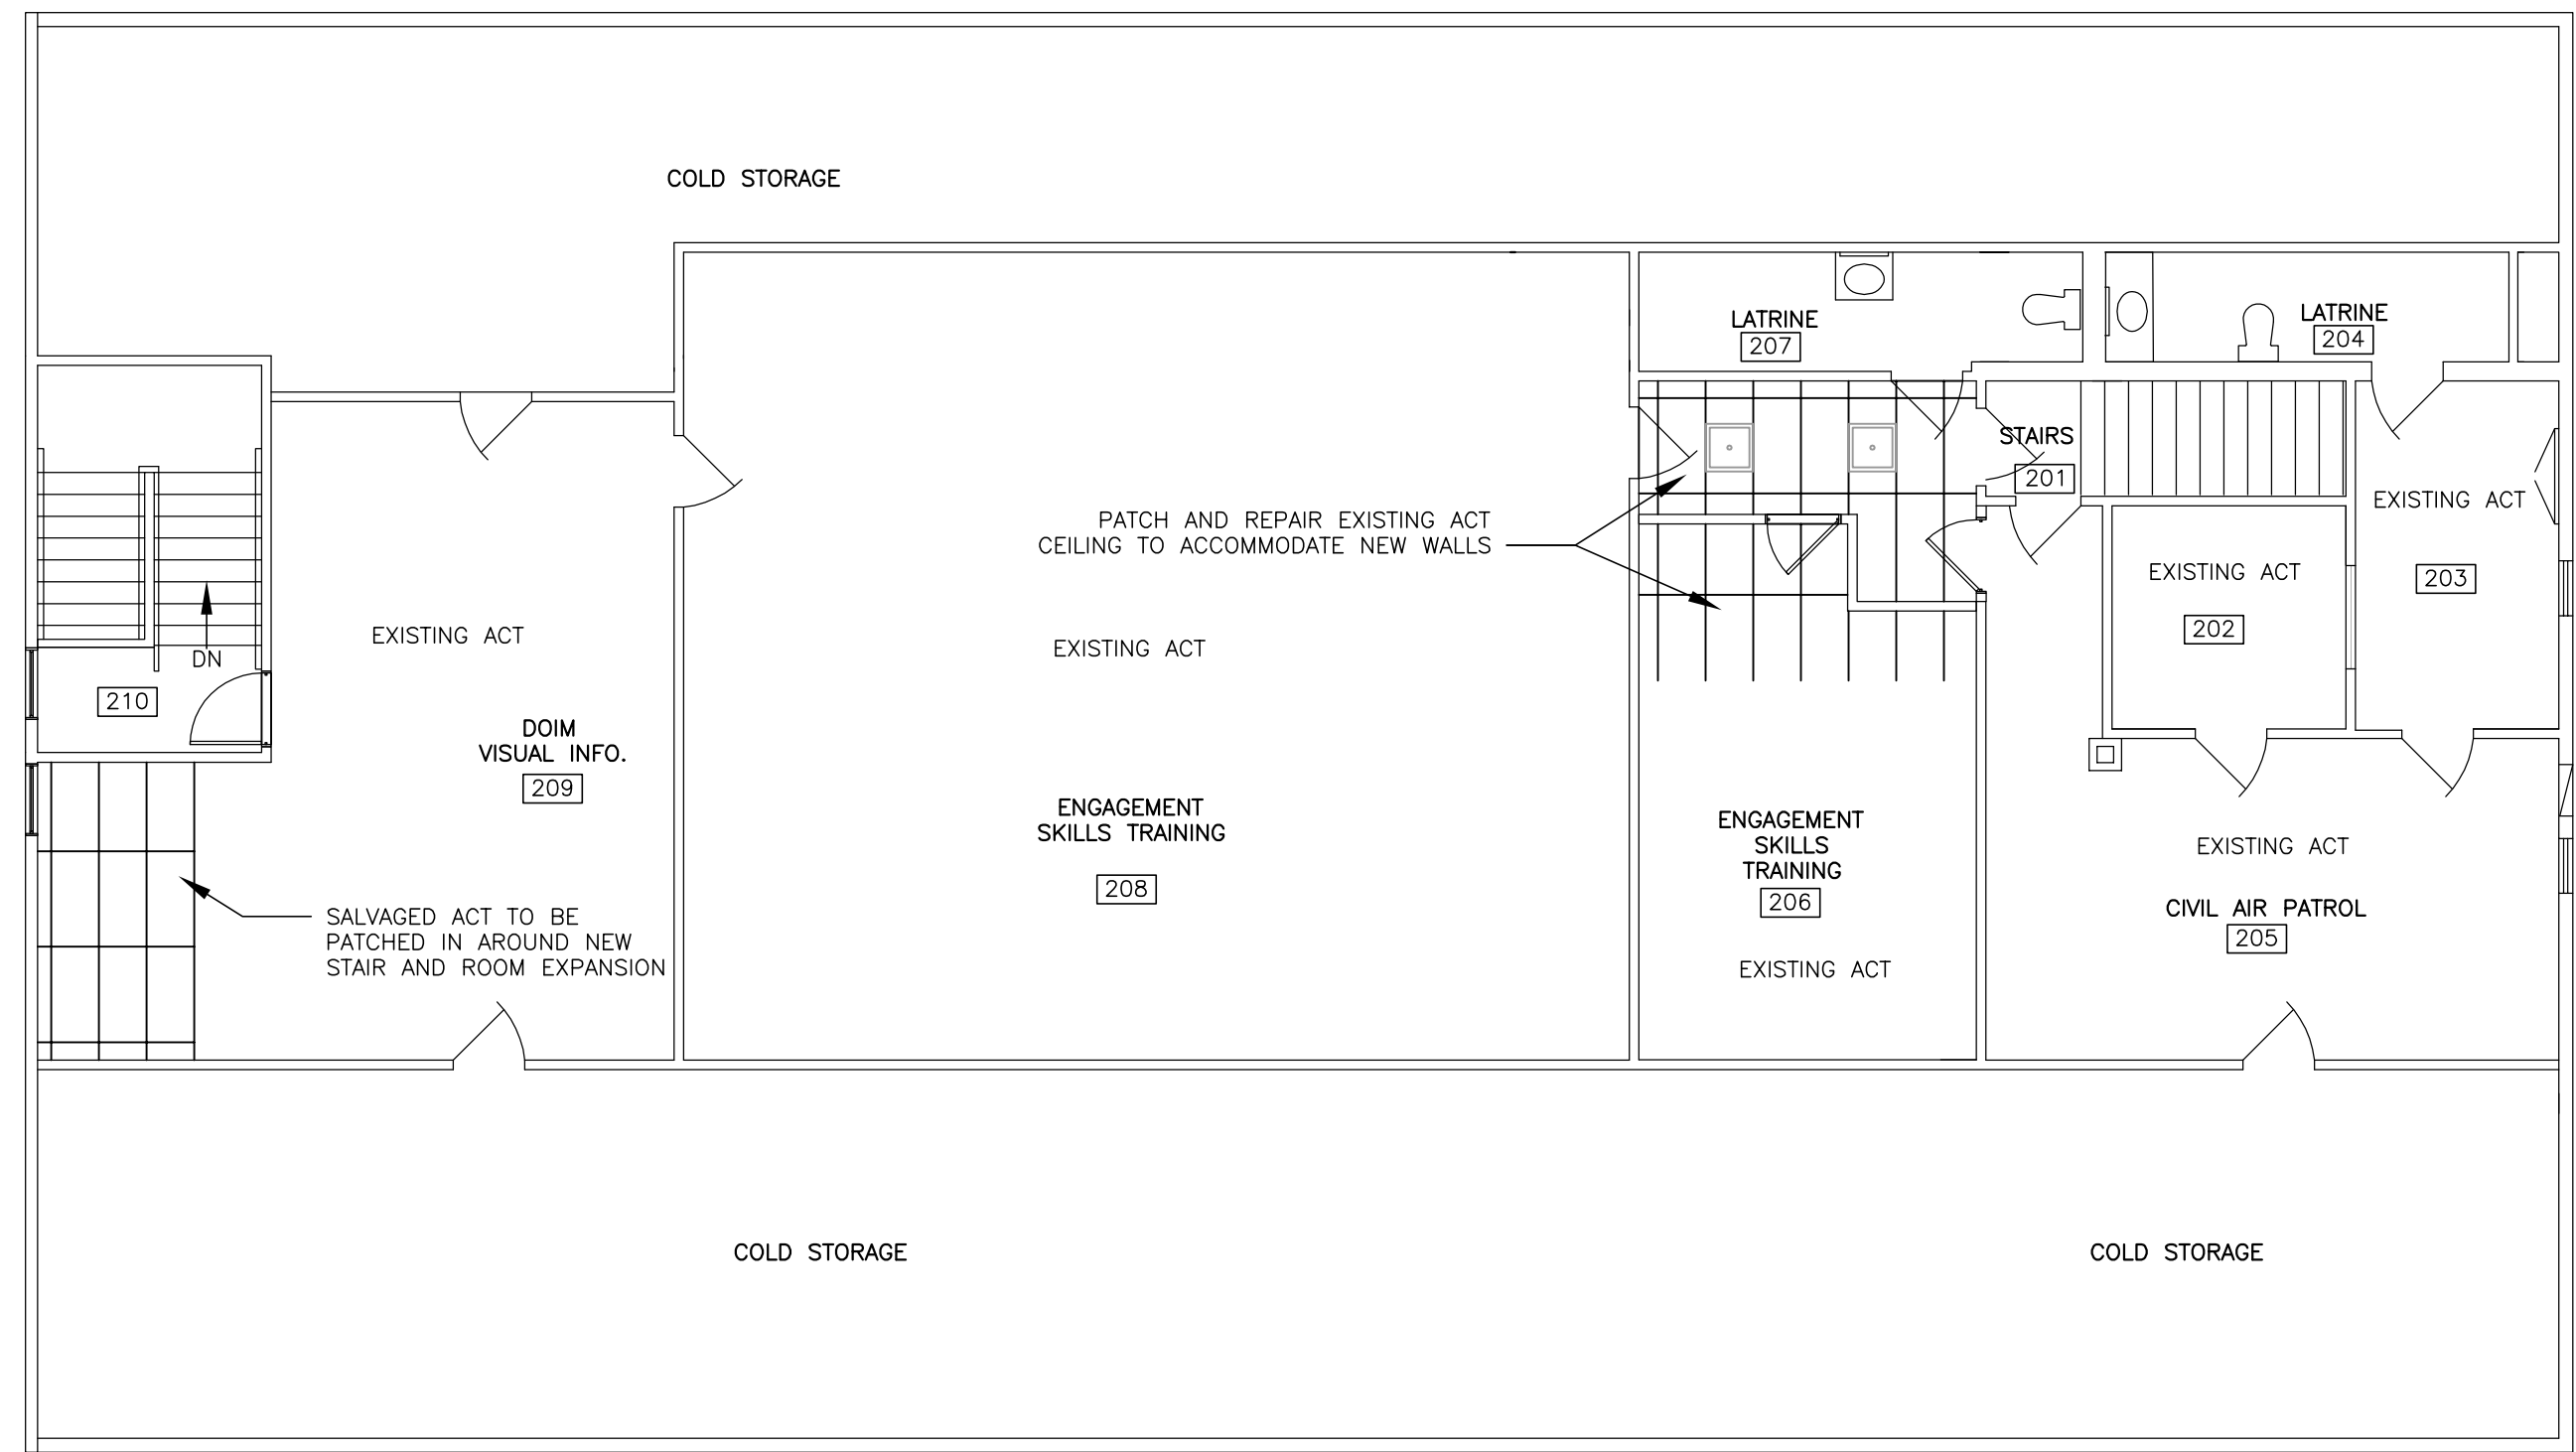 COLD STORAGE
LATRINE
207
LATRINE
204
STAIRS
201
EXISTING ACT
203
PATCH AND REPAIR EXISTING ACT
CEILING TO ACCOMMODATE NEW WALLS
EXISTING ACT
202
EXISTING ACT
DN
210
EXISTING ACT
DOIM
VISUAL INFO.
209
ENGAGEMENT
SKILLS TRAINING
208
ENGAGEMENT
SKILLS
TRAINING
206
EXISTING ACT
EXISTING ACT
CIVIL AIR PATROL
205
SALVAGED ACT TO BE
PATCHED IN AROUND NEW
STAIR AND ROOM EXPANSION
COLD STORAGE
COLD STORAGE